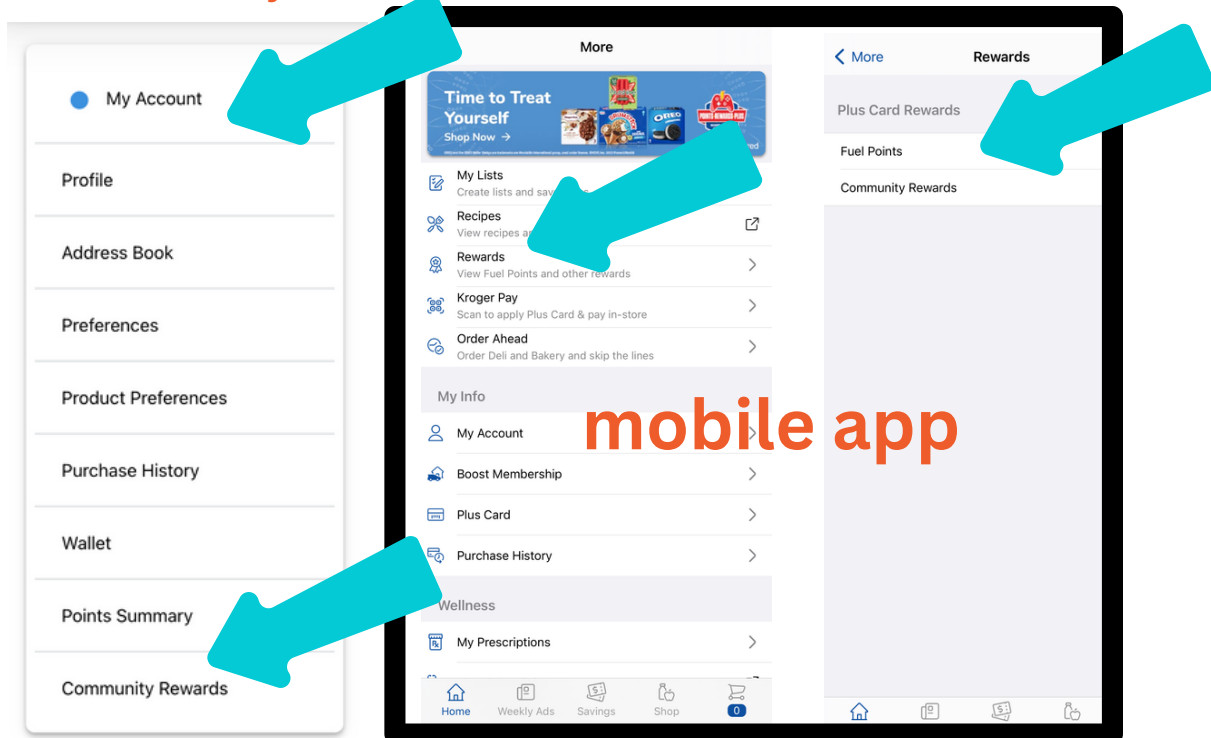 My Account
Profile
Address Book
Preferences
Product Preferences
Purchase History
Wallet
Points Summary
Community Rewards
More
Time to Treat
Yourself
Shop Now →
OREO
My Lists
Create lists and
Recipes
View recipes
Rewards
View Fuel Points and other rewards
Kroger Pay
Scan to apply Plus Card & pay in-store
Order Ahead
Order Deli and Bakery and skip the lines
My Info
My Account
Boost Membership
Plus Card
Purchase History
Wellness
My Prescriptions
Home Weekly Ads Savings Shop 0
mobile app
More Rewards
Plus Card Rewards
Fuel Points
Community Rewards